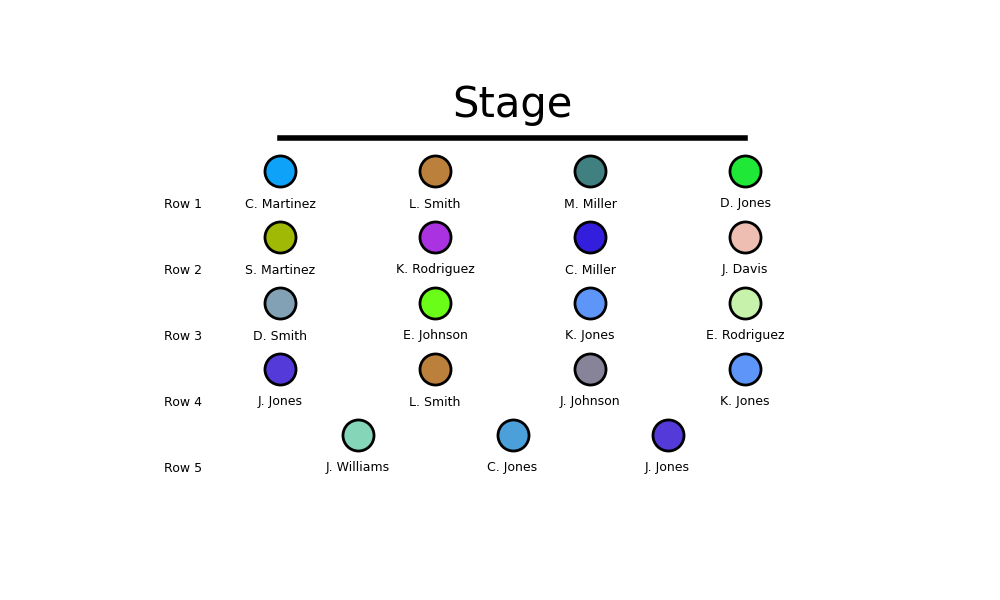 Stage
Row 1 C. Martinez L. Smith M. Miller D. Jones
Row 2 S. Martinez K. Rodriguez C. Miller J. Davis
Row 3 D. Smith E. Johnson K. Jones E. Rodriguez
Row 4 J. Jones L. Smith J. Johnson K. Jones
Row 5 J. Williams C. Jones J. Jones